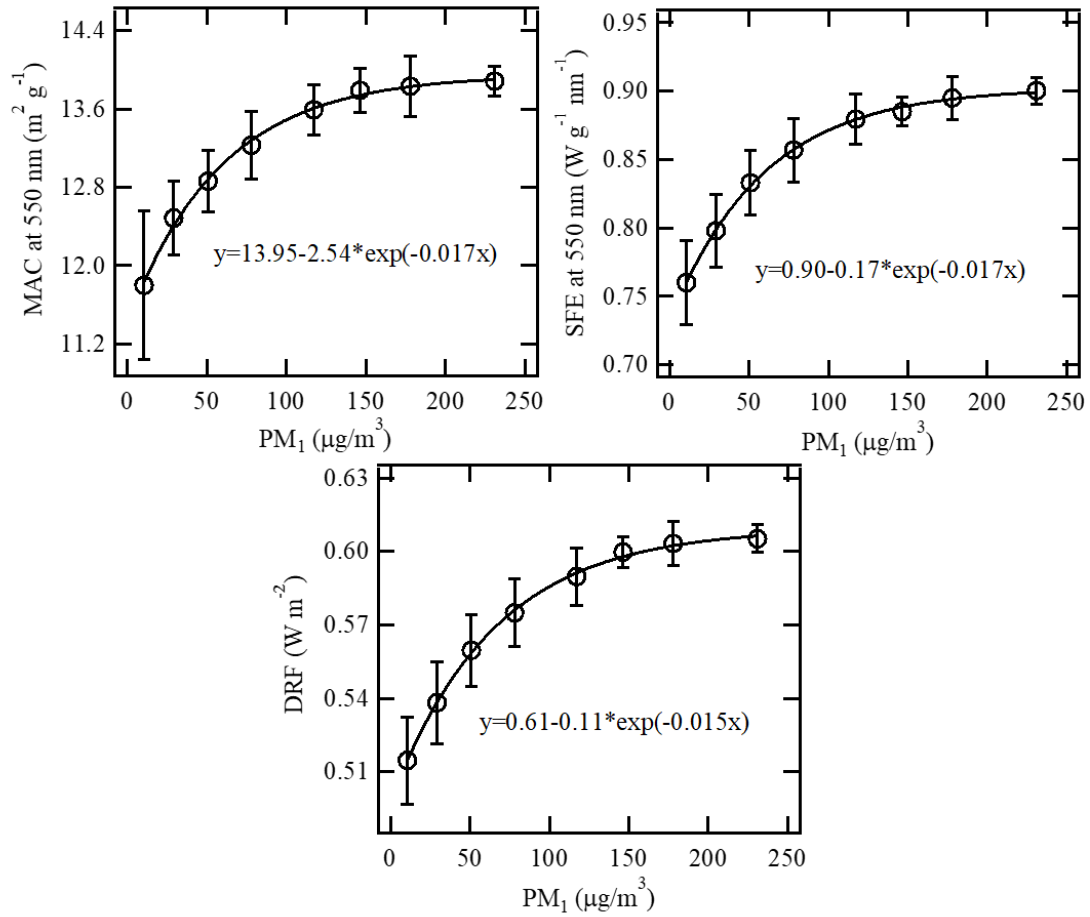 MAC at 550 nm (m² g⁻¹)
14.4
13.6
12.8
12.0
11.2
y=13.95-2.54*exp(-0.017x)
0 50 100 150 200 250
PM₁ (μg/m³)
SFE at 550 nm (W g⁻¹ nm⁻¹)
0.95
0.90
0.85
0.80
0.75
0.70
y=0.90-0.17*exp(-0.017x)
0 50 100 150 200 250
PM₁ (μg/m³)
DRF (W m⁻²)
0.63
0.60
0.57
0.54
0.51
y=0.61-0.11*exp(-0.015x)
0 50 100 150 200 250
PM₁ (μg/m³)